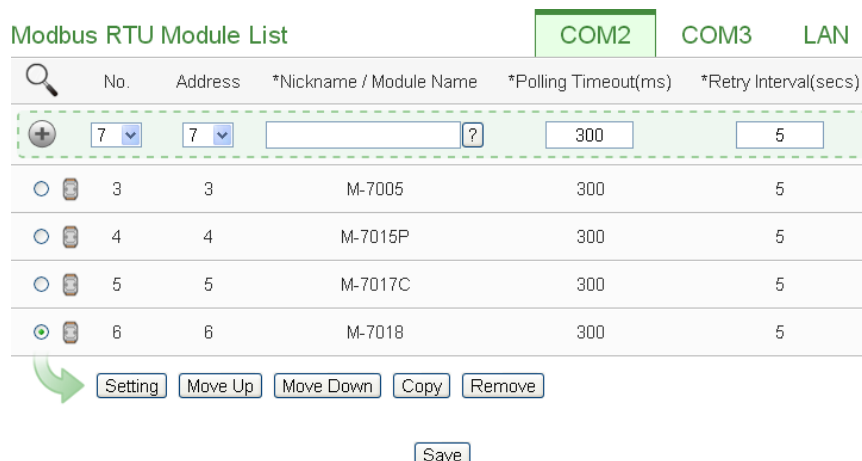 Modbus RTU Module List COM2 COM3 LAN
No. Address *Nickname / Module Name *Polling Timeout(ms) *Retry Interval(secs)
7 7 ? 300 5
3 3 M-7005 300 5
4 4 M-7015P 300 5
5 5 M-7017C 300 5
6 6 M-7018 300 5
Setting Move Up Move Down Copy Remove
Save